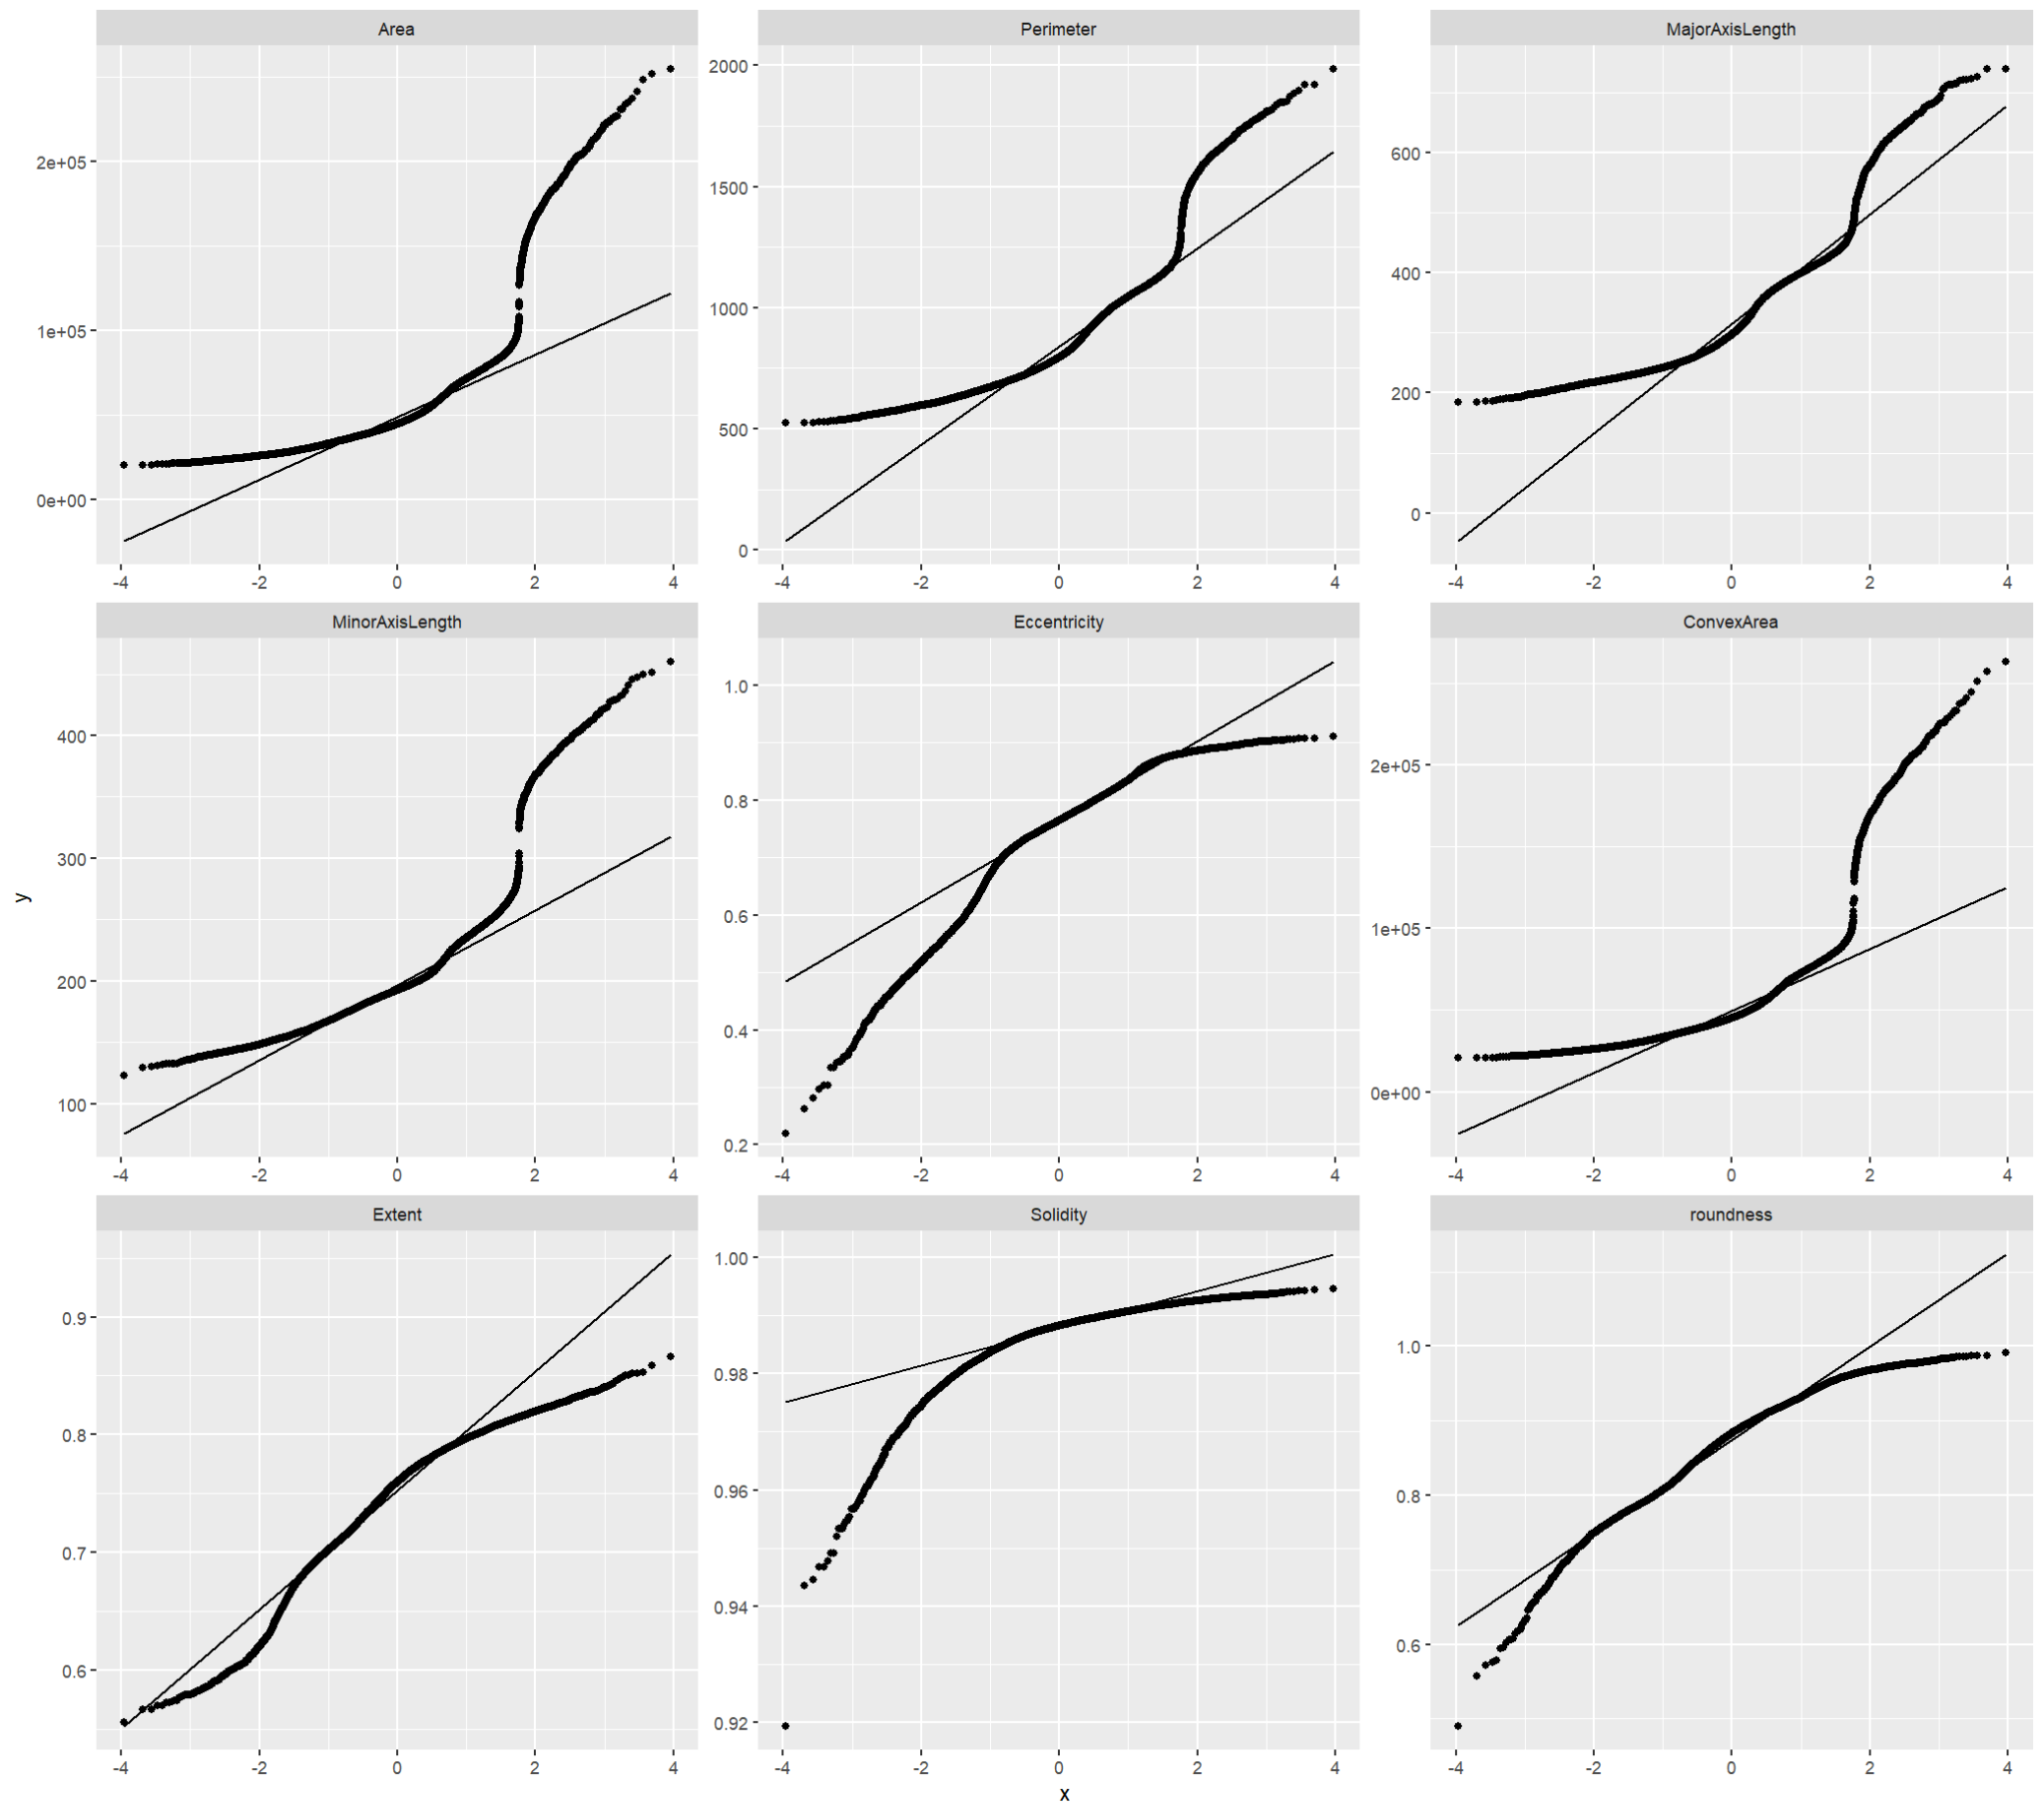 Area Perimeter MajorAxisLength
2e+05
1e+05
0e+00
2000
1500
1000
500
0
600
400
200
0
-4 -2 0 2 4 -4 -2 0 2 4 -4 -2 0 2 4
MinorAxisLength Eccentricity ConvexArea
y
400
300
200
100
1.0
0.8
0.6
0.4
0.2
2e+05
1e+05
0e+00
-4 -2 0 2 4 -4 -2 0 2 4 -4 -2 0 2 4
Extent Solidity roundness
0.9
0.8
0.7
0.6
1.00
0.98
0.96
0.94
0.92
1.0
0.8
0.6
-4 -2 0 2 4 -4 -2 0 2 4 -4 -2 0 2 4
x